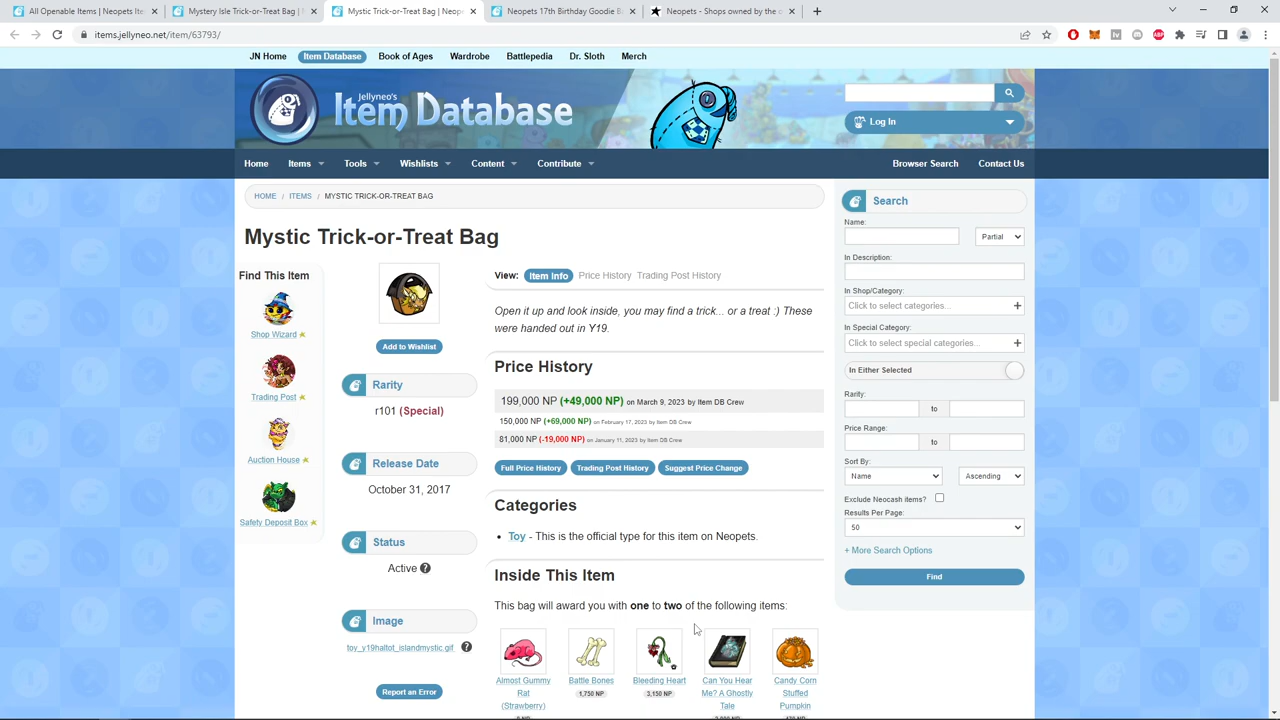 All Openable Items | Neopets Ite
Mystery Isle Trick-or-Treat Bag | N
Mystic Trick-or-Treat Bag | Neope
Neopets 17th Birthday Goodie B
Neopets - Shops owned by the o
items.jellyneo.net/item/63793/
JN Home
Item Database
Book of Ages
Wardrobe
Battlepedia
Dr. Sloth
Merch
Jellyneo's
Item Database
Log In
Home
Items
Tools
Wishlists
Content
Contribute
Browser Search
Contact Us
HOME / ITEMS / MYSTIC TRICK-OR-TREAT BAG
Mystic Trick-or-Treat Bag
Find This Item
Shop Wizard
Trading Post
Auction House
Safety Deposit Box
Add to Wishlist
Rarity
r101 (Special)
Release Date
October 31, 2017
Status
Active
Image
toy_y19haltot_islandmystic.gif
Report an Error
View: Item Info Price History Trading Post History
Open it up and look inside, you may find a trick... or a treat :) These
were handed out in Y19.
Price History
199,000 NP (+49,000 NP) on March 9, 2023 by Item DB Crew
150,000 NP (+69,000 NP) on February 17, 2023 by Item DB Crew
81,000 NP (-19,000 NP) on January 11, 2023 by Item DB Crew
Full Price History
Trading Post History
Suggest Price Change
Categories
• Toy - This is the official type for this item on Neopets.
Inside This Item
This bag will award you with one to two of the following items:
Almost Gummy
Rat
(Strawberry)
Battle Bones
1,750 NP
Bleeding Heart
3,150 NP
Can You Hear
Me? A Ghostly
Tale
Candy Corn
Stuffed
Pumpkin
Search
Name:
Partial
In Description:
In Shop/Category:
Click to select categories... +
In Special Category:
Click to select special categories... +
In Either Selected
Rarity:
to
Price Range:
to
Sort By:
Name
Ascending
Exclude Neocash items?
Results Per Page:
50
+ More Search Options
Find